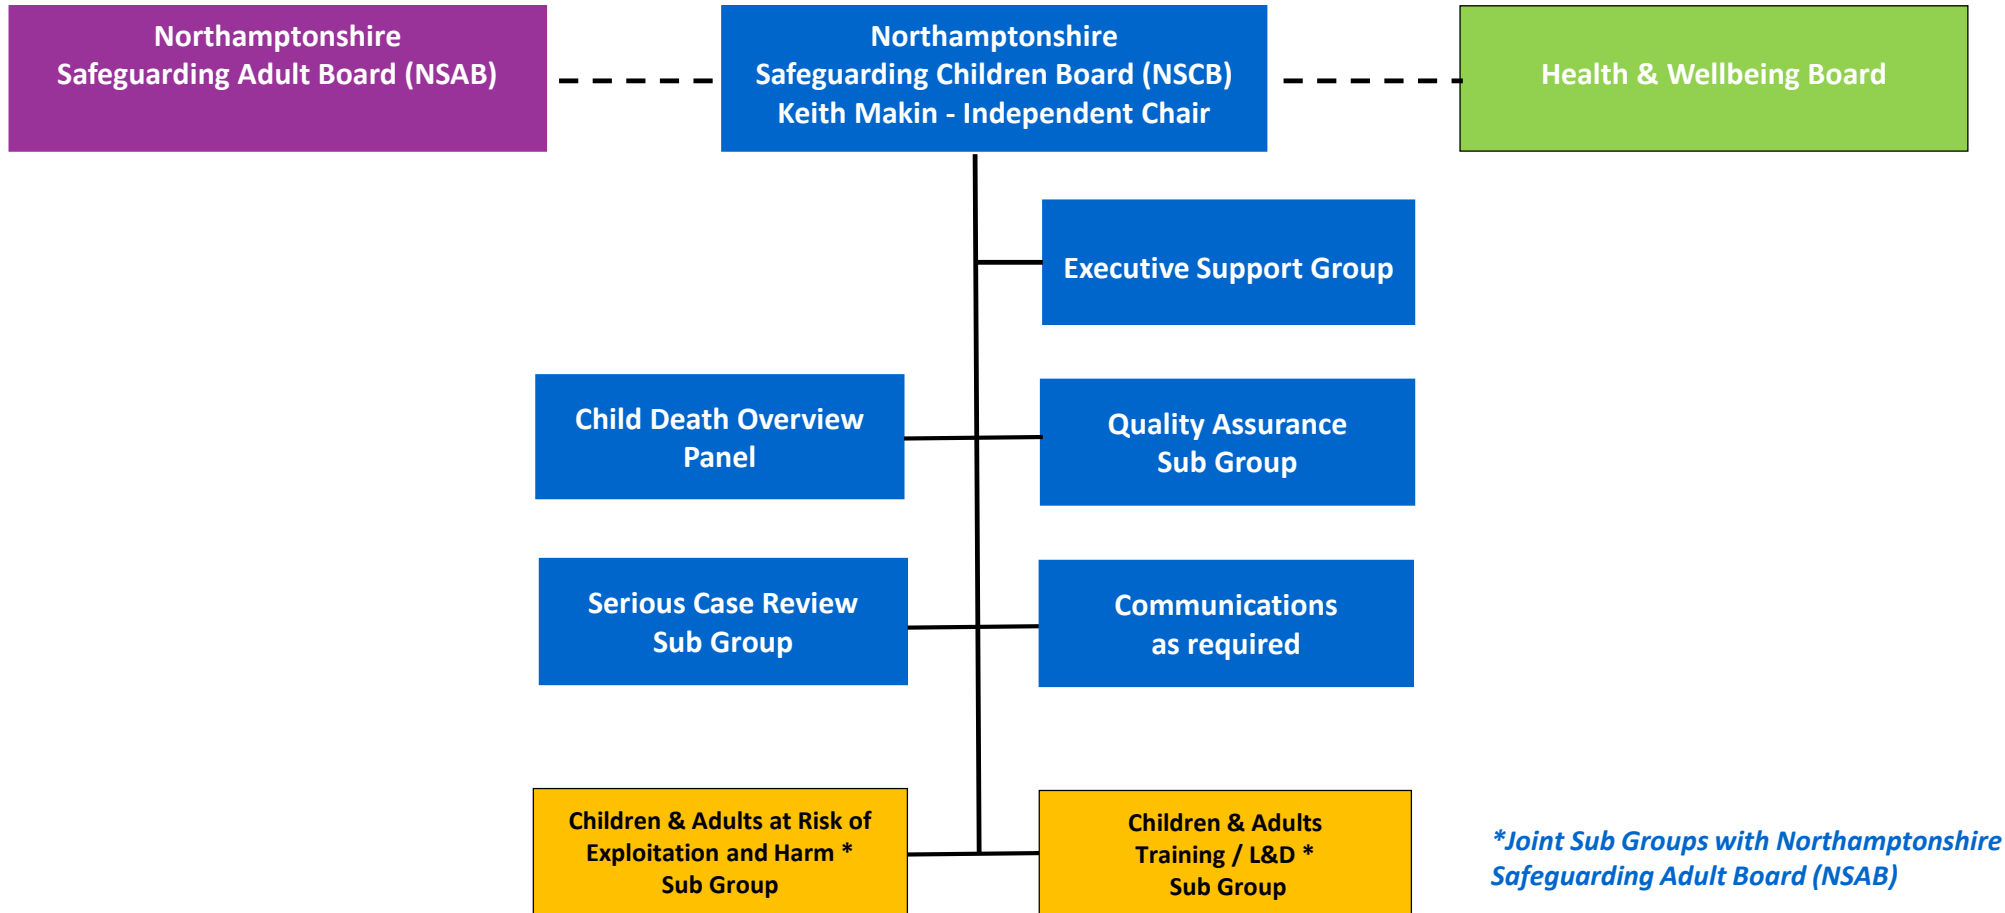 Northamptonshire
Safeguarding Adult Board (NSAB)
Northamptonshire
Safeguarding Children Board (NSCB)
Keith Makin - Independent Chair
Health & Wellbeing Board
Executive Support Group
Child Death Overview
Panel
Quality Assurance
Sub Group
Serious Case Review
Sub Group
Communications
as required
Children & Adults at Risk of
Exploitation and Harm *
Sub Group
Children & Adults
Training / L&D *
Sub Group
*Joint Sub Groups with Northamptonshire
Safeguarding Adult Board (NSAB)